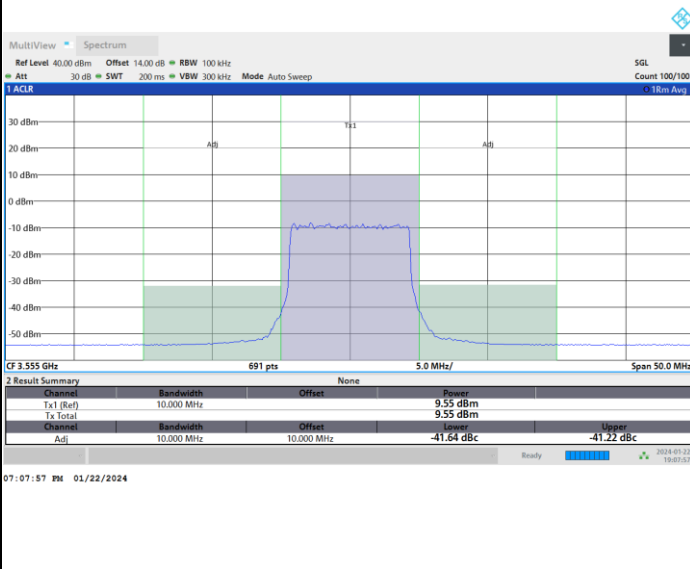 MultiView Spectrum
Ref Level 40.00 dBm Offset 14.00 dB RBW 100 kHz SGL
Att 30 dB SWT 200 ms VBW 300 kHz Mode Auto Sweep Count 100/100
1 ACLR 1Rm Avg
Tx1
30 dBm
Adj Adj
20 dBm
10 dBm
0 dBm
-10 dBm
-20 dBm
-30 dBm
-40 dBm
-50 dBm
CF 3.555 GHz 691 pts 5.0 MHz/ Span 50.0 MHz
2 Result Summary None
Channel Bandwidth Offset Power
Tx1 (Ref) 10.000 MHz 9.55 dBm
Tx Total 9.55 dBm
Channel Bandwidth Offset Lower Upper
Adj 10.000 MHz 10.000 MHz -41.64 dBc -41.22 dBc
Ready 2024-01-22
19:07:57
07:07:57 PM 01/22/2024